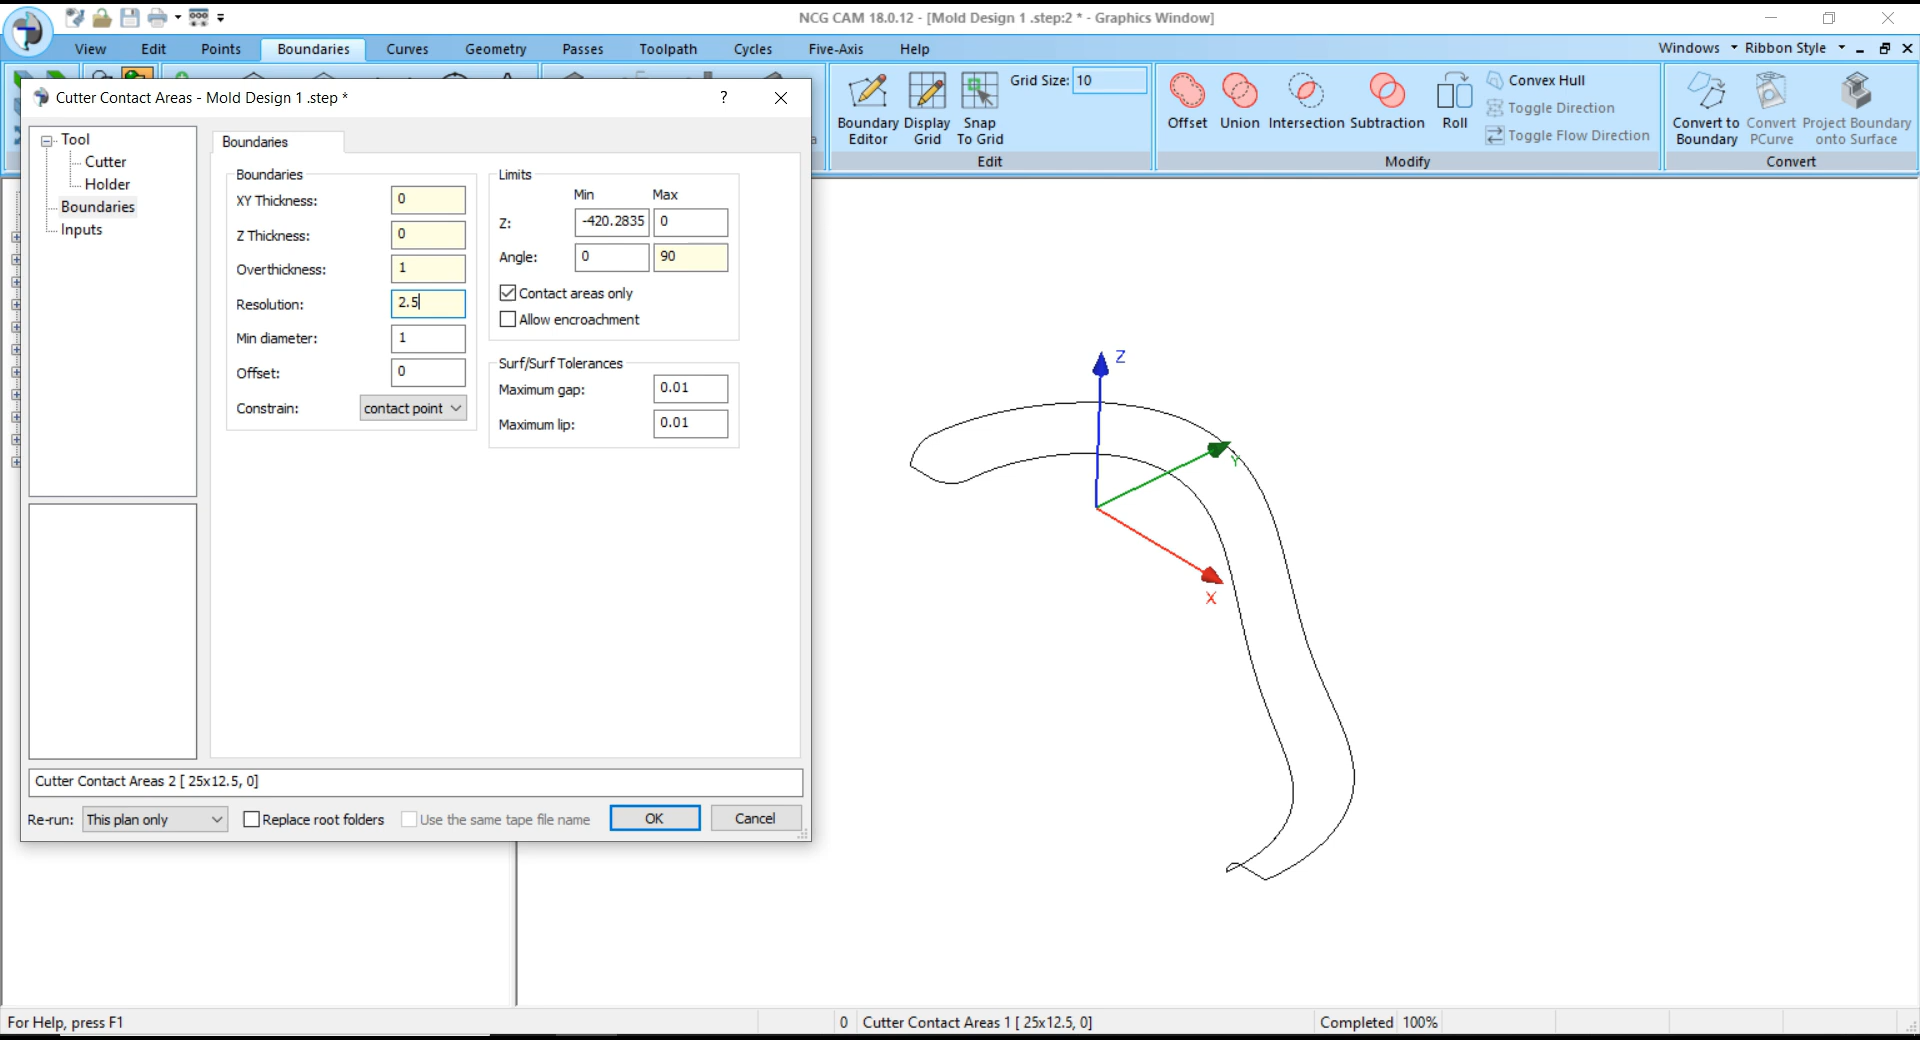 NCG CAM 18.0.12 - [Mold Design 1 .step:2 * - Graphics Window]
View Edit Points Boundaries Curves Geometry Passes Toolpath Cycles Five-Axis Help
Windows Ribbon Style
Cutter Contact Areas - Mold Design 1 .step *
?
Boundary Editor
Display Grid
Snap To Grid
Grid Size: 10
Edit
Offset
Union
Intersection
Subtraction
Roll
Convex Hull
Toggle Direction
Toggle Flow Direction
Modify
Convert to Boundary
Convert PCurve
Project Boundary onto Surface
Convert
Tool
Cutter
Holder
Boundaries
Inputs
Boundaries
Boundaries
XY Thickness: 0
Z Thickness: 0
Overthickness: 1
Resolution: 2.5
Min diameter: 1
Offset: 0
Constrain: contact point
Limits
Min Max
Z: -420.2835 0
Angle: 0 90
Contact areas only
Allow encroachment
Surf/Surf Tolerances
Maximum gap: 0.01
Maximum lip: 0.01
Cutter Contact Areas 2 [ 25x12.5, 0]
Re-run: This plan only Replace root folders Use the same tape file name OK Cancel
Z
Y
X
For Help, press F1
0 Cutter Contact Areas 1 [ 25x12.5, 0] Completed 100%